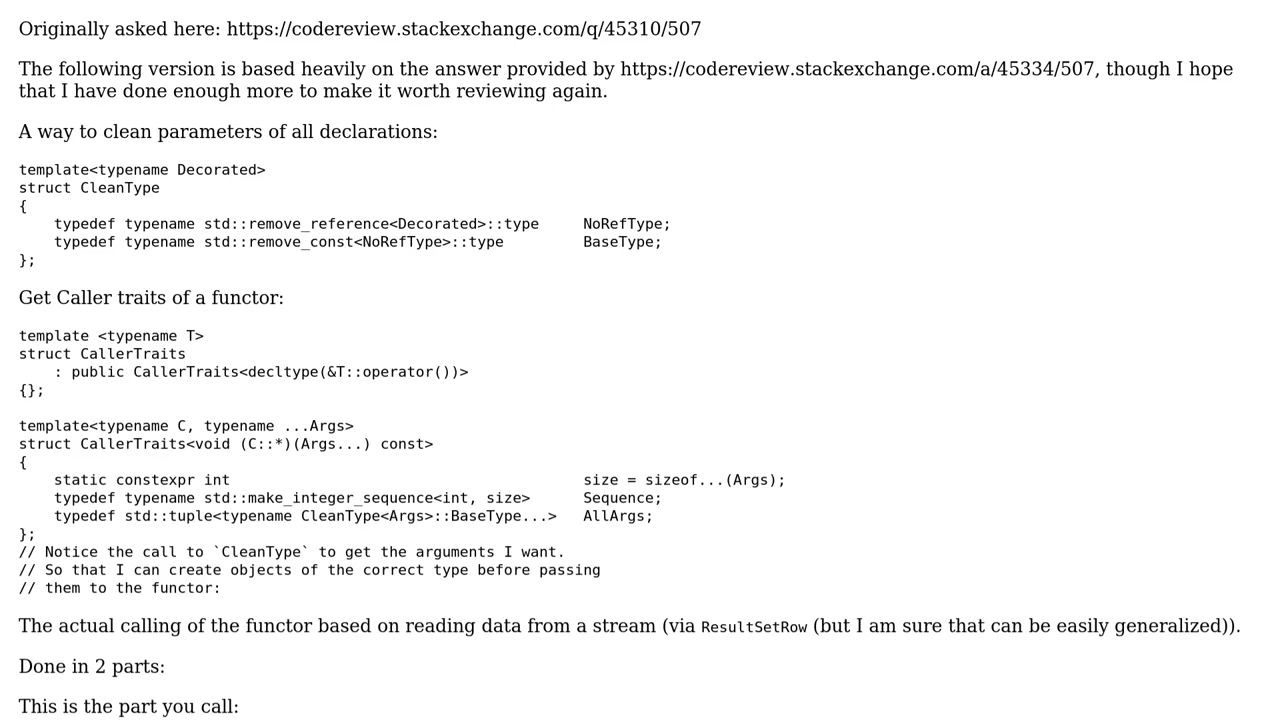 Originally asked here: https://codereview.stackexchange.com/q/45310/507
The following version is based heavily on the answer provided by https://codereview.stackexchange.com/a/45334/507, though I hope
that I have done enough more to make it worth reviewing again.
A way to clean parameters of all declarations:
template<typename Decorated>
struct CleanType
{
    typedef typename std::remove_reference<Decorated>::type     NoRefType;
    typedef typename std::remove_const<NoRefType>::type         BaseType;
};
Get Caller traits of a functor:
template <typename T>
struct CallerTraits
    : public CallerTraits<decltype(&T::operator())>
{};
template<typename C, typename ...Args>
struct CallerTraits<void (C::*)(Args...) const>
{
    static constexpr int                                        size = sizeof...(Args);
    typedef typename std::make_integer_sequence<int, size>      Sequence;
    typedef std::tuple<typename CleanType<Args>::BaseType...>   AllArgs;
};
// Notice the call to `CleanType` to get the arguments I want.
// So that I can create objects of the correct type before passing
// them to the functor:
The actual calling of the functor based on reading data from a stream (via ResultSetRow (but I am sure that can be easily generalized)).
Done in 2 parts:
This is the part you call: